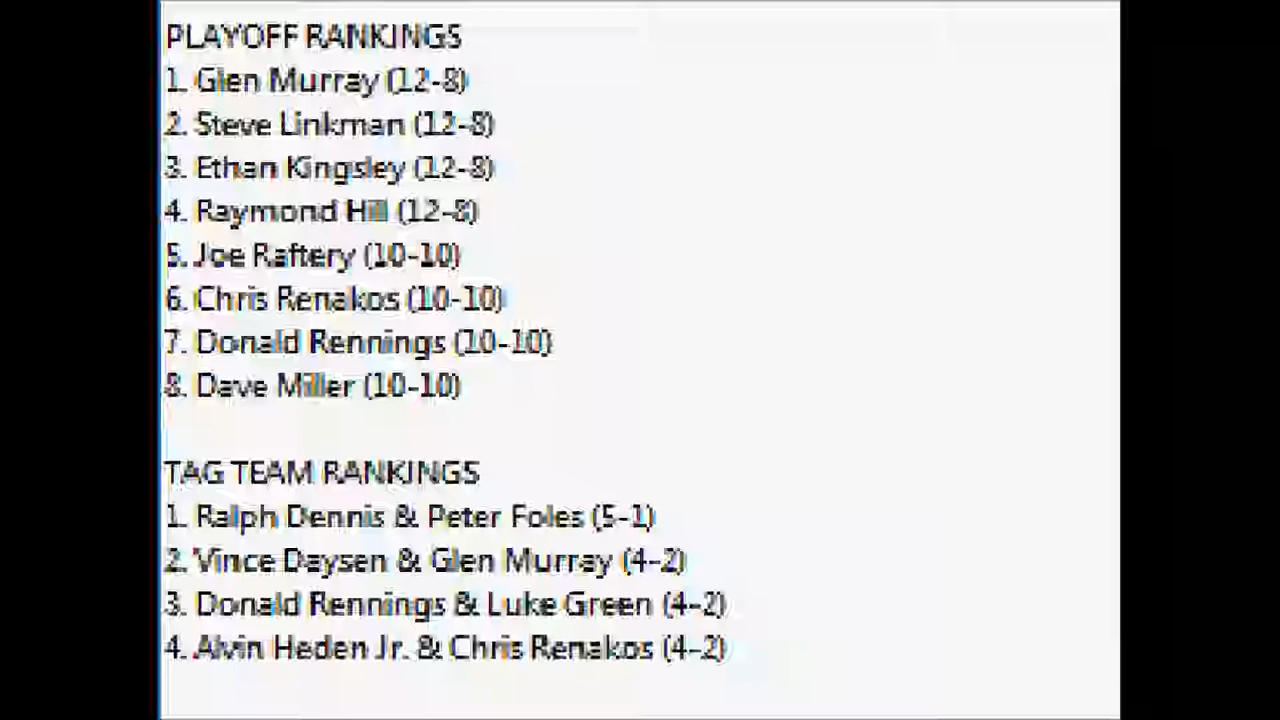 PLAYOFF RANKINGS
1. Glen Murray (12-8)
2. Steve Linkman (12-8)
3. Ethan Kingsley (12-8)
4. Raymond Hill (12-8)
5. Joe Raftery (10-10)
6. Chris Renakos (10-10)
7. Donald Rennings (10-10)
8. Dave Miller (10-10)
TAG TEAM RANKINGS
1. Ralph Dennis & Peter Foles (5-1)
2. Vince Daysen & Glen Murray (4-2)
3. Donald Rennings & Luke Green (4-2)
4. Alvin Heden Jr. & Chris Renakos (4-2)